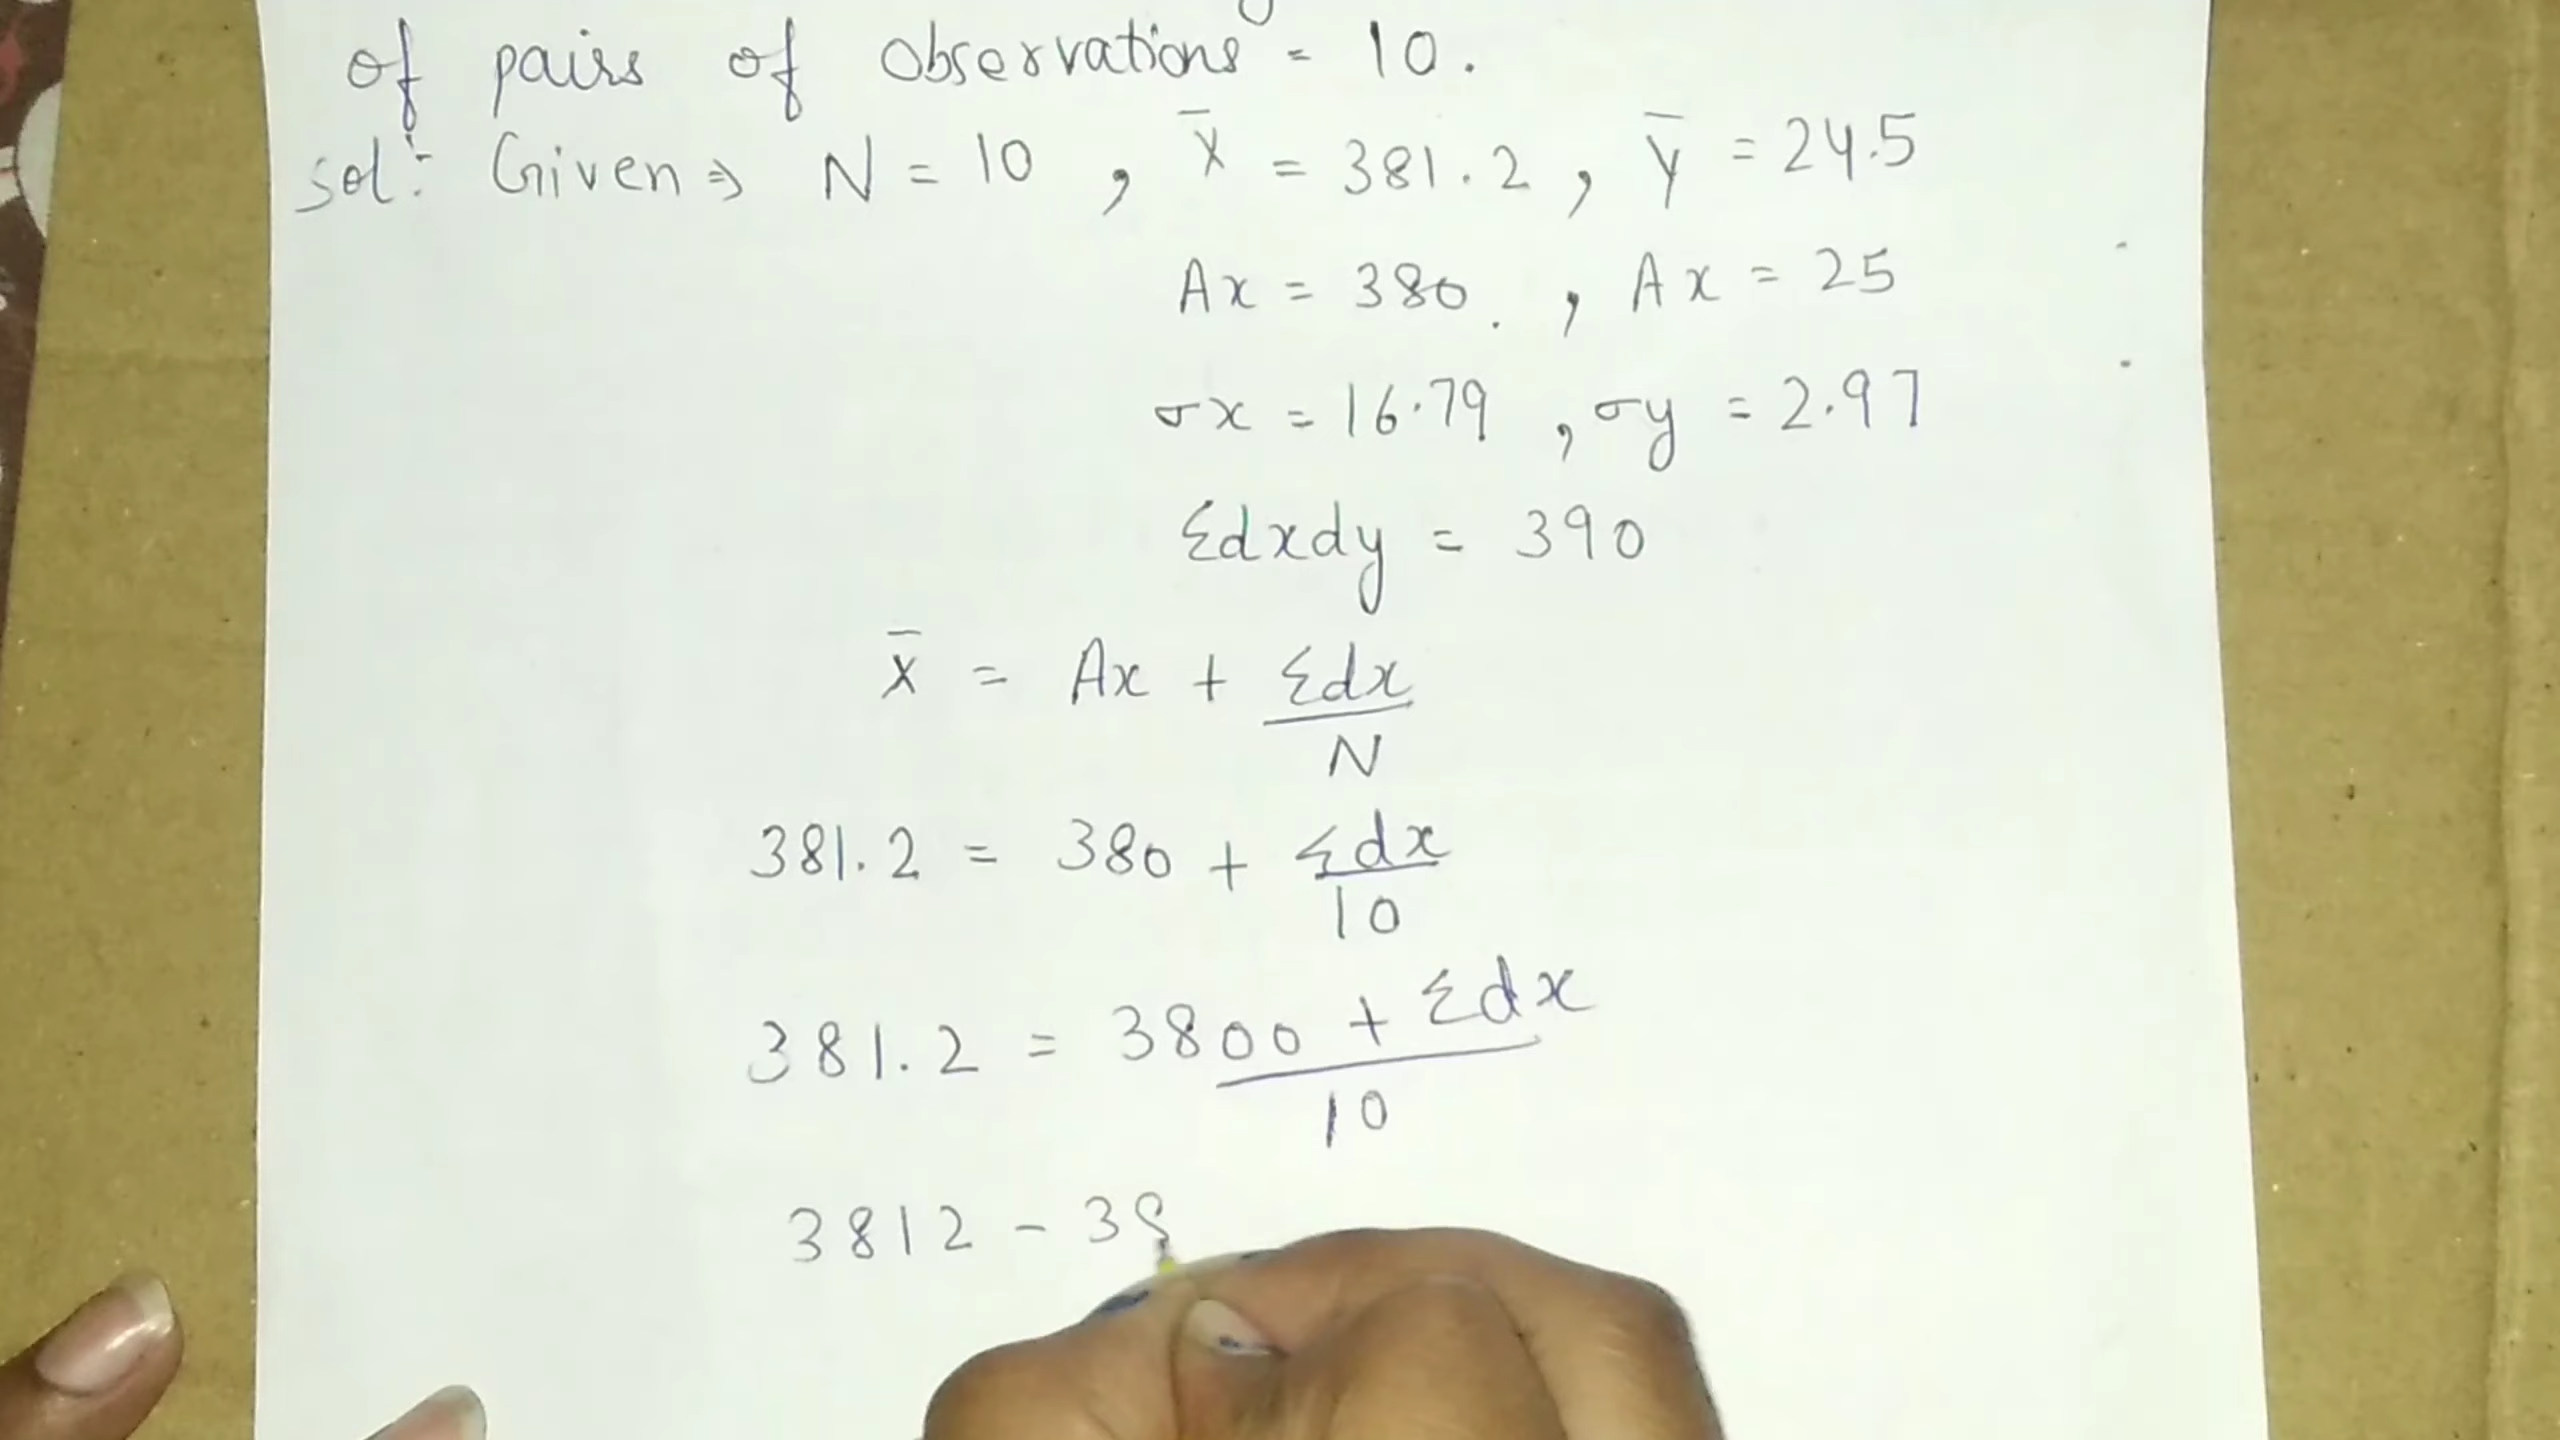 of pairs of observations = 10.
sol:- Given ⇒ N = 10 , X̅ = 381.2 , Y̅ = 24.5
Ax = 380. , Ax = 25
σx = 16.79 , σy = 2.97
Σdxdy = 390
X̅ = Ax + Σdx/N
381.2 = 380 + Σdx/10
381.2 = 3800 + Σdx/10
3812 - 38